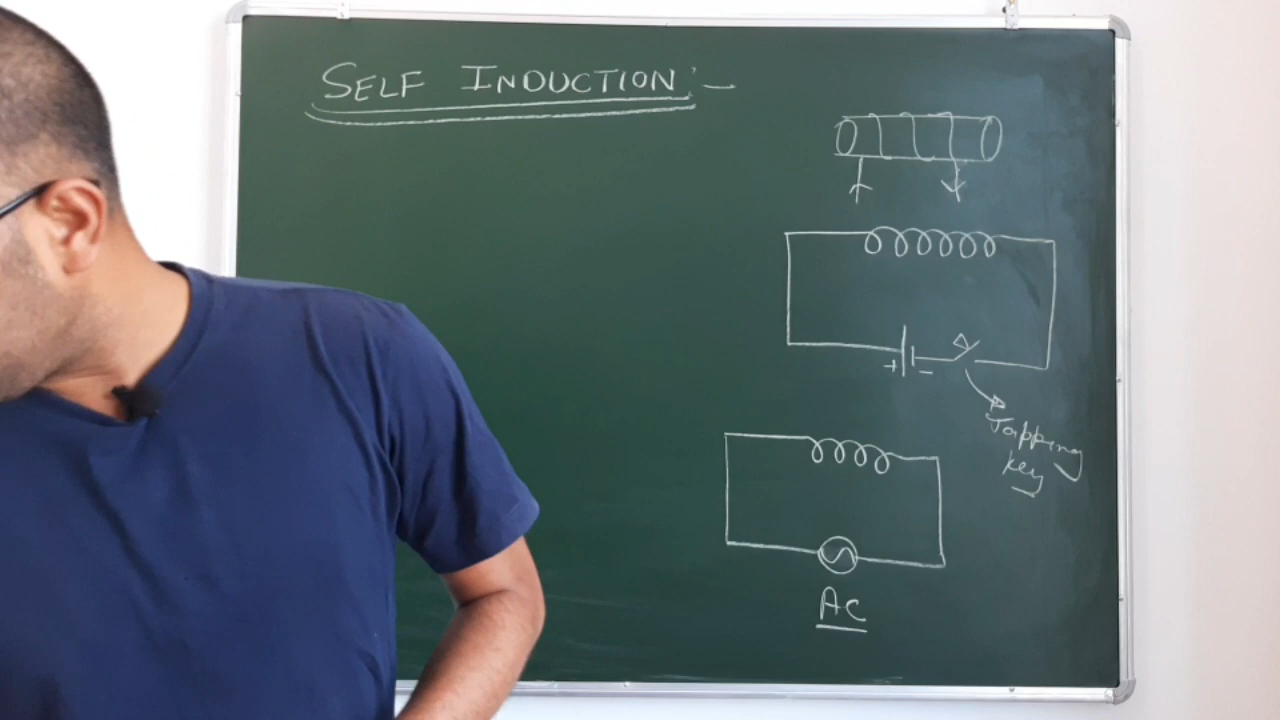 SELF INDUCTION :-
+ -
Tapping
key
AC